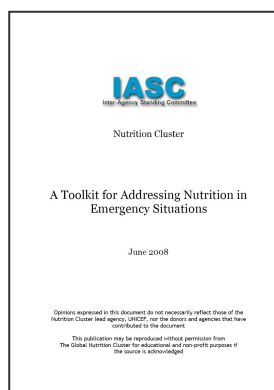 IASC
Inter-Agency Standing Committee
Nutrition Cluster
A Toolkit for Addressing Nutrition in
Emergency Situations
June 2008
Opinions expressed in this document do not necessarily reflect those of the
Nutrition Cluster lead agency, UNICEF, nor the donors and agencies that have
contributed to the document
This publication may be reproduced without permission from
The Global Nutrition Cluster for educational and non-profit purposes if
the source is acknowledged